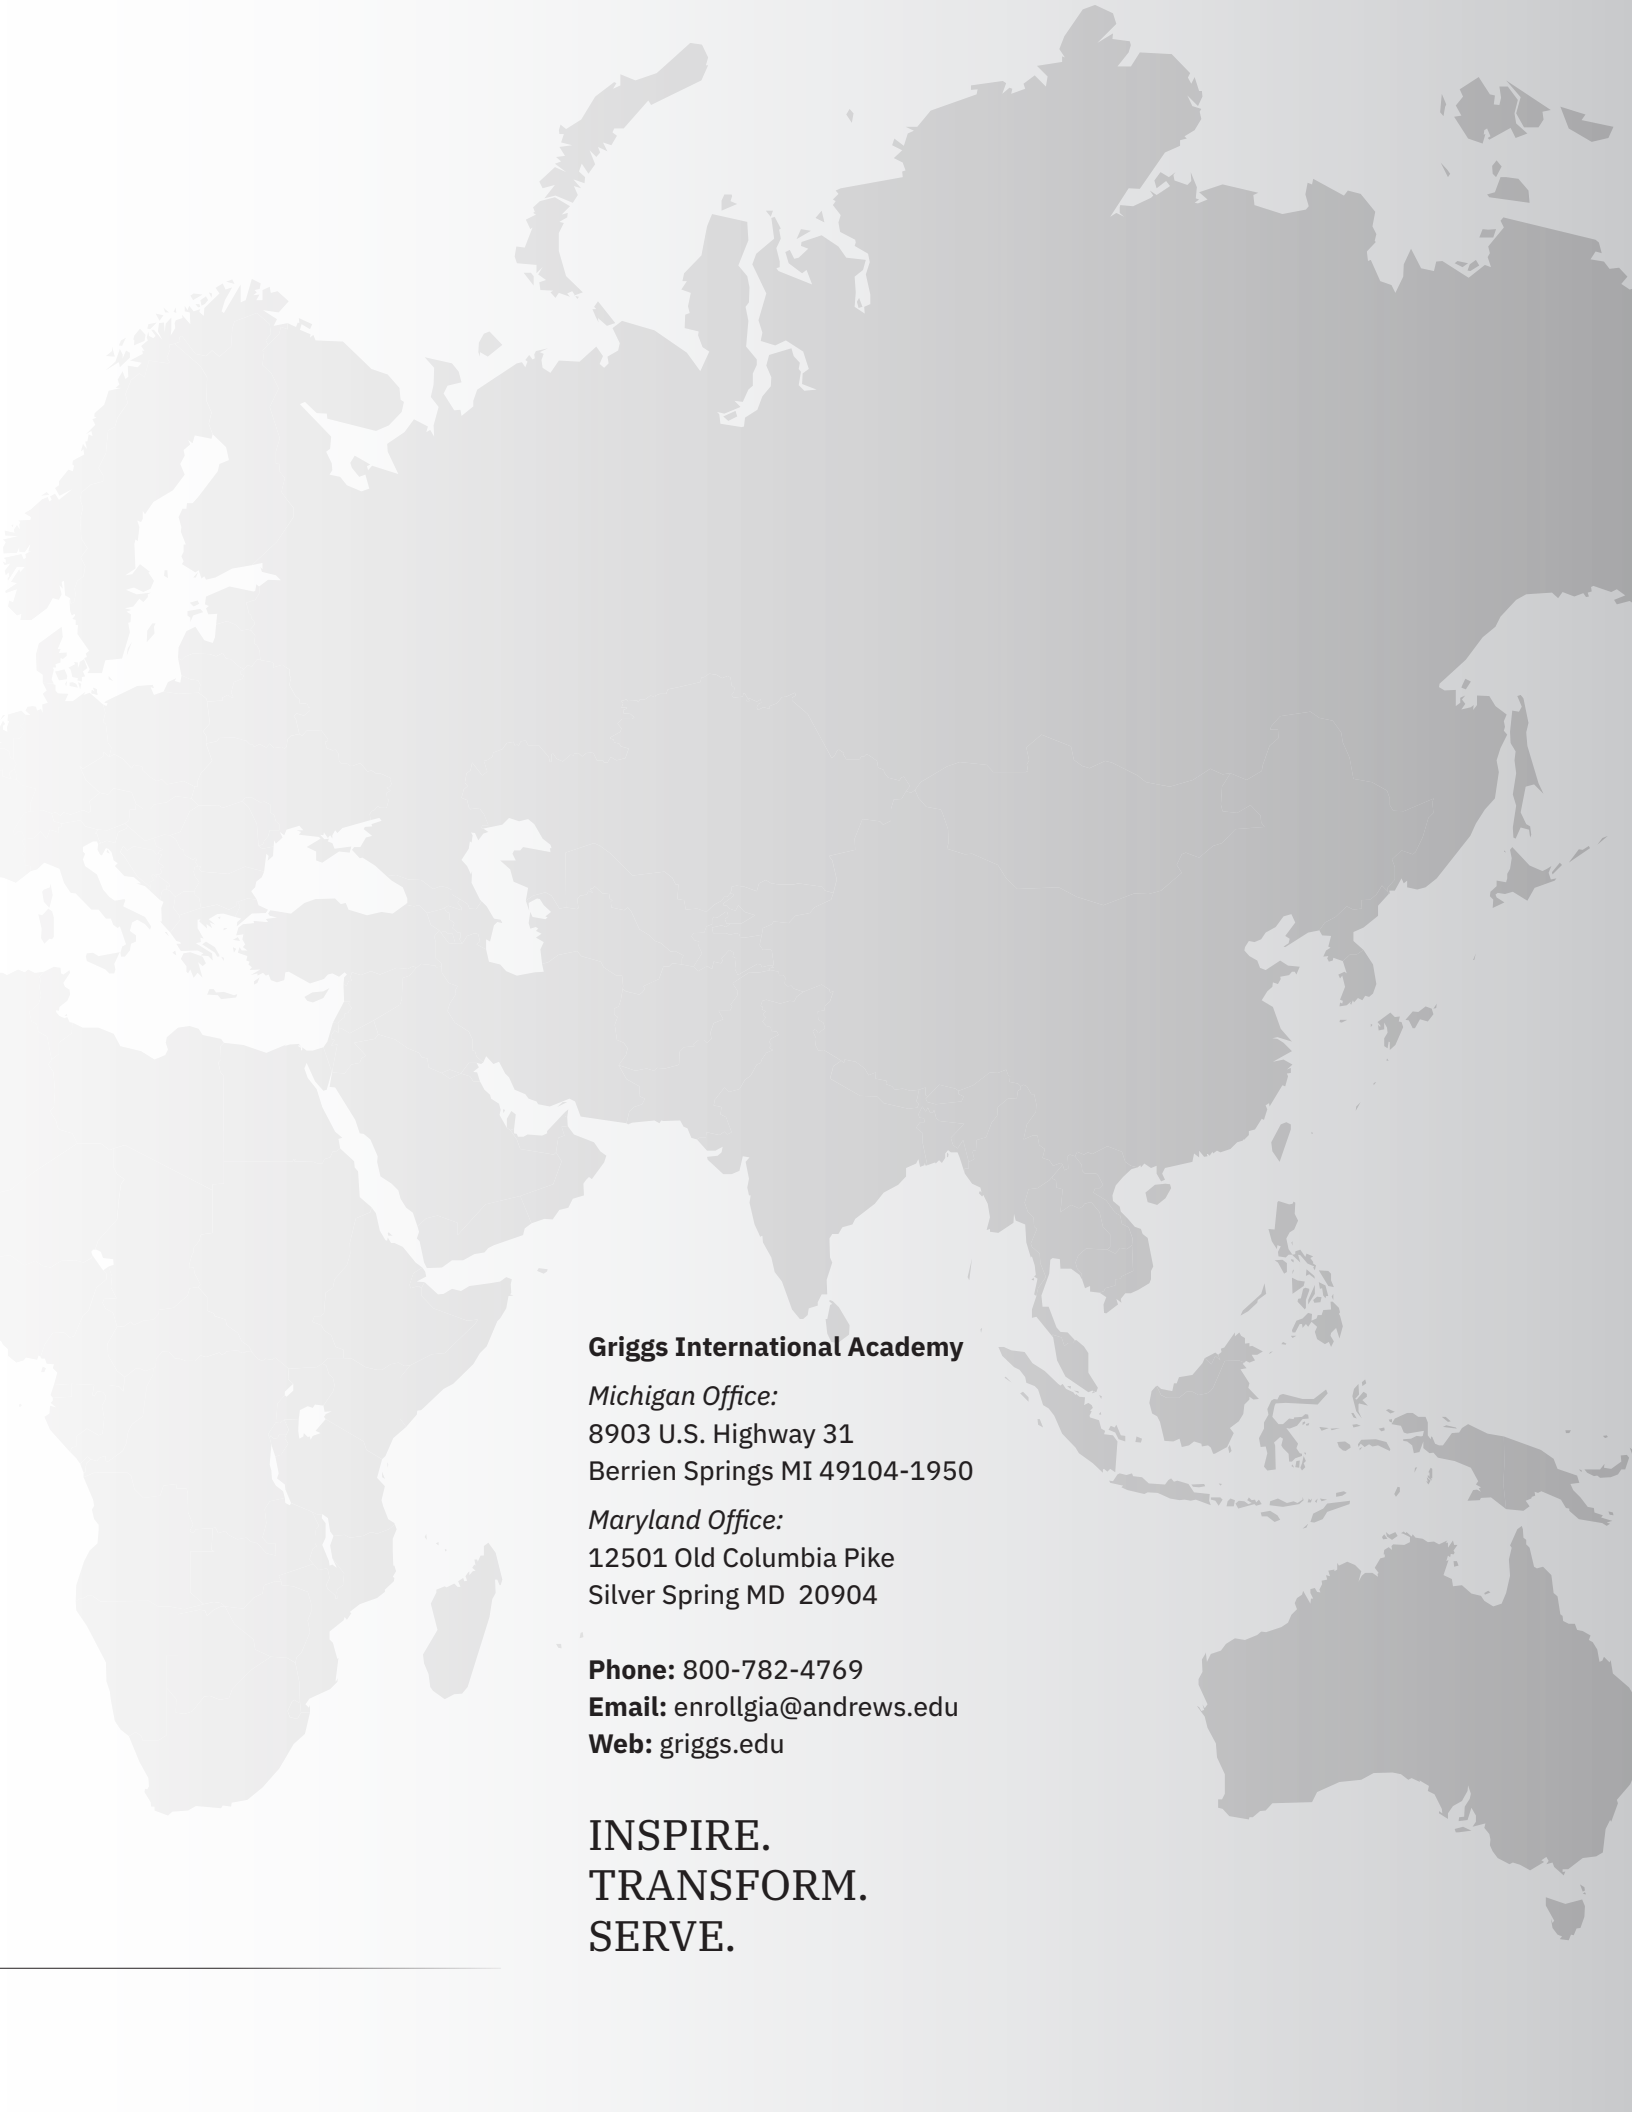 Griggs International Academy
Michigan Office:
8903 U.S. Highway 31
Berrien Springs MI 49104-1950
Maryland Office:
12501 Old Columbia Pike
Silver Spring MD  20904
Phone: 800-782-4769
Email: enrollgia@andrews.edu
Web: griggs.edu
INSPIRE.
TRANSFORM.
SERVE.